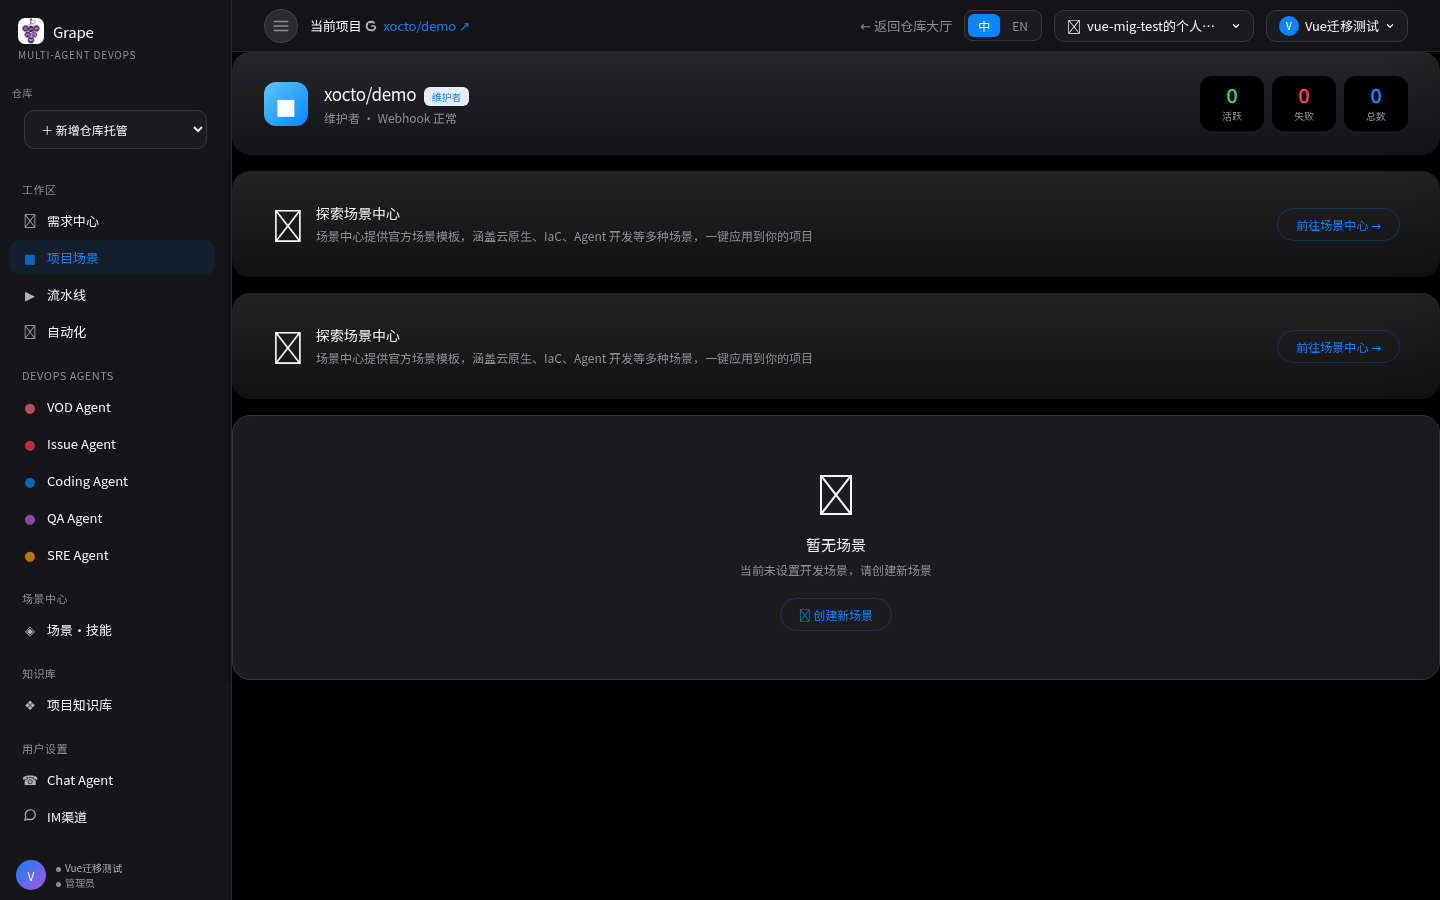 Grape
MULTI-AGENT DEVOPS
仓库
+ 新增仓库托管
工作区
需求中心
项目场景
流水线
自动化
DEVOPS AGENTS
VOD Agent
Issue Agent
Coding Agent
QA Agent
SRE Agent
场景中心
场景・技能
知识库
项目知识库
用户设置
Chat Agent
IM渠道
V
Vue迁移测试
管理员
当前项目 G xocto/demo ↗
← 返回仓库大厅
中 EN
vue-mig-test的个人…
V Vue迁移测试
xocto/demo 维护者
维护者 · Webhook 正常
0 活跃
0 失败
0 总数
探索场景中心
场景中心提供官方场景模板，涵盖云原生、IaC、Agent 开发等多种场景，一键应用到你的项目
前往场景中心 →
探索场景中心
场景中心提供官方场景模板，涵盖云原生、IaC、Agent 开发等多种场景，一键应用到你的项目
前往场景中心 →
暂无场景
当前未设置开发场景，请创建新场景
创建新场景